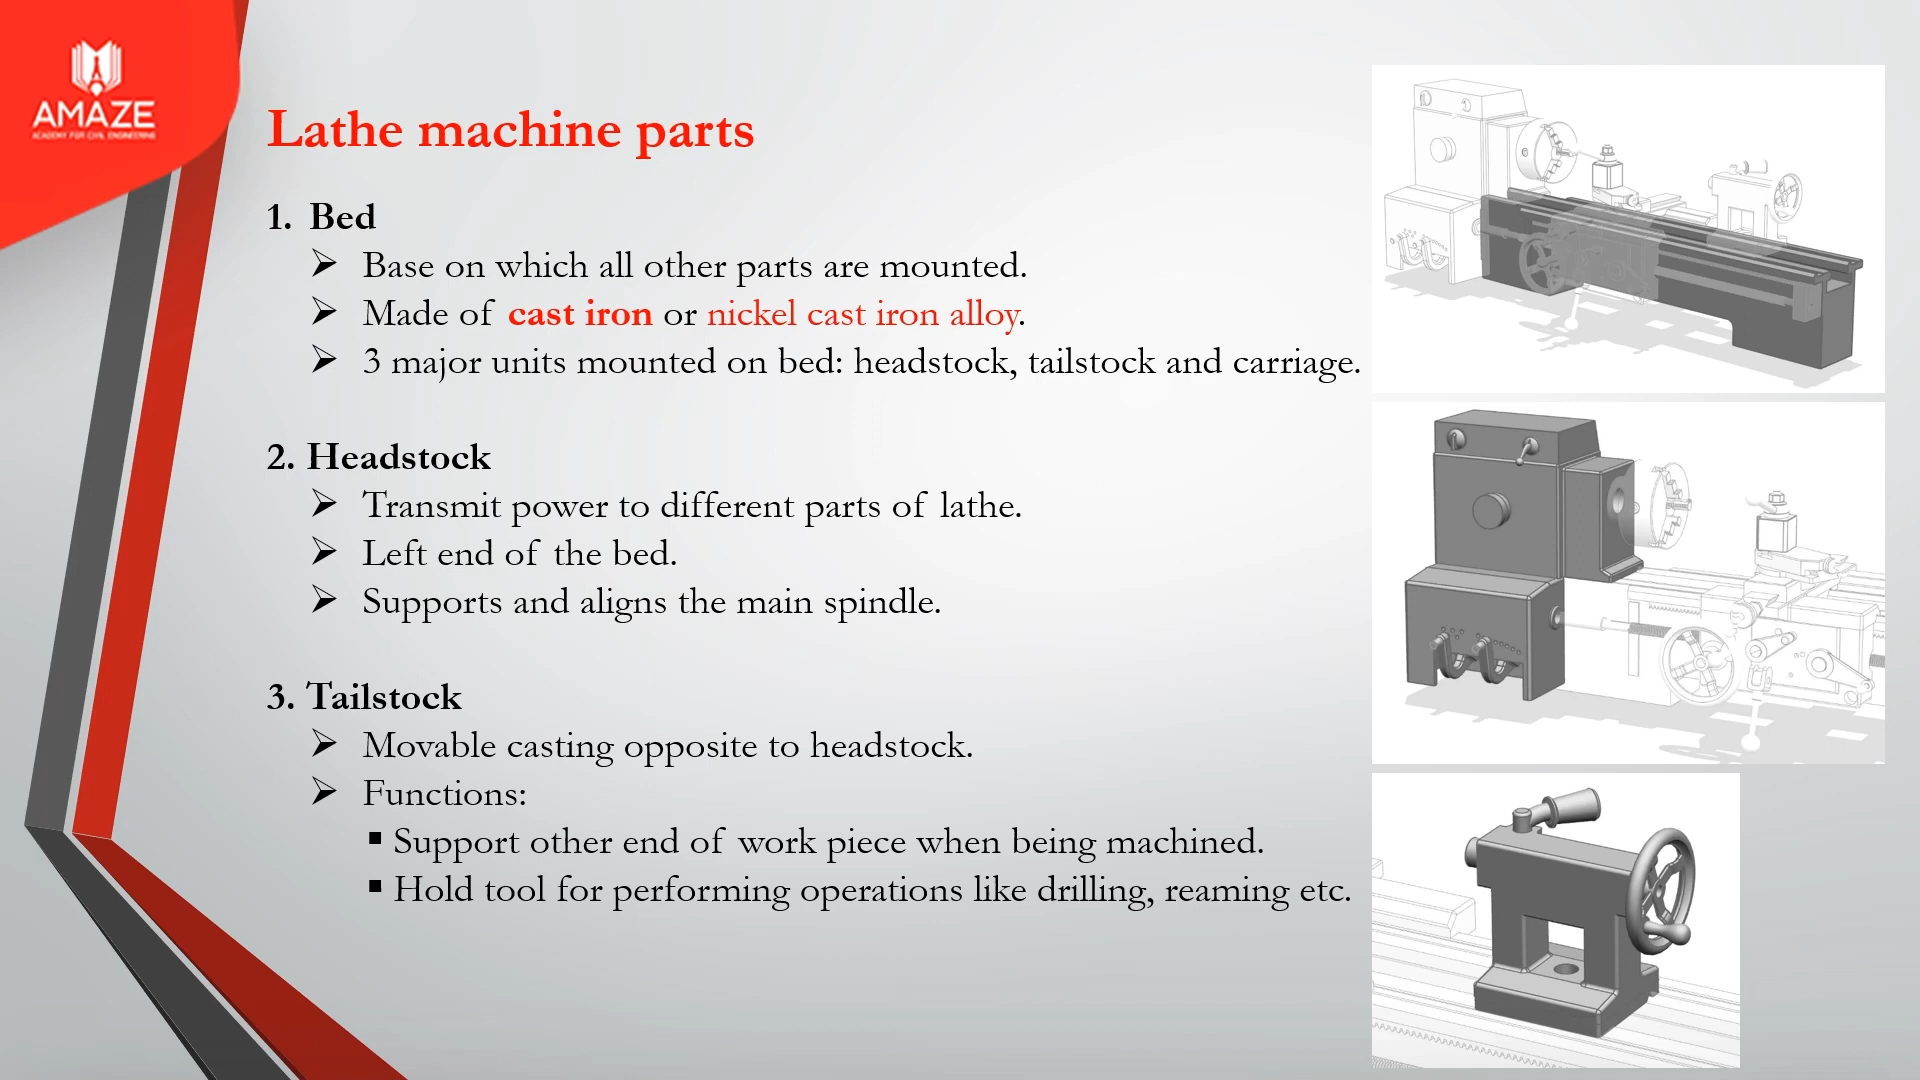 AMAZE
ACADEMY FOR CIVIL ENGINEERING
Lathe machine parts
1. Bed
➢ Base on which all other parts are mounted.
➢ Made of cast iron or nickel cast iron alloy.
➢ 3 major units mounted on bed: headstock, tailstock and carriage.
2. Headstock
➢ Transmit power to different parts of lathe.
➢ Left end of the bed.
➢ Supports and aligns the main spindle.
3. Tailstock
➢ Movable casting opposite to headstock.
➢ Functions:
▪ Support other end of work piece when being machined.
▪ Hold tool for performing operations like drilling, reaming etc.